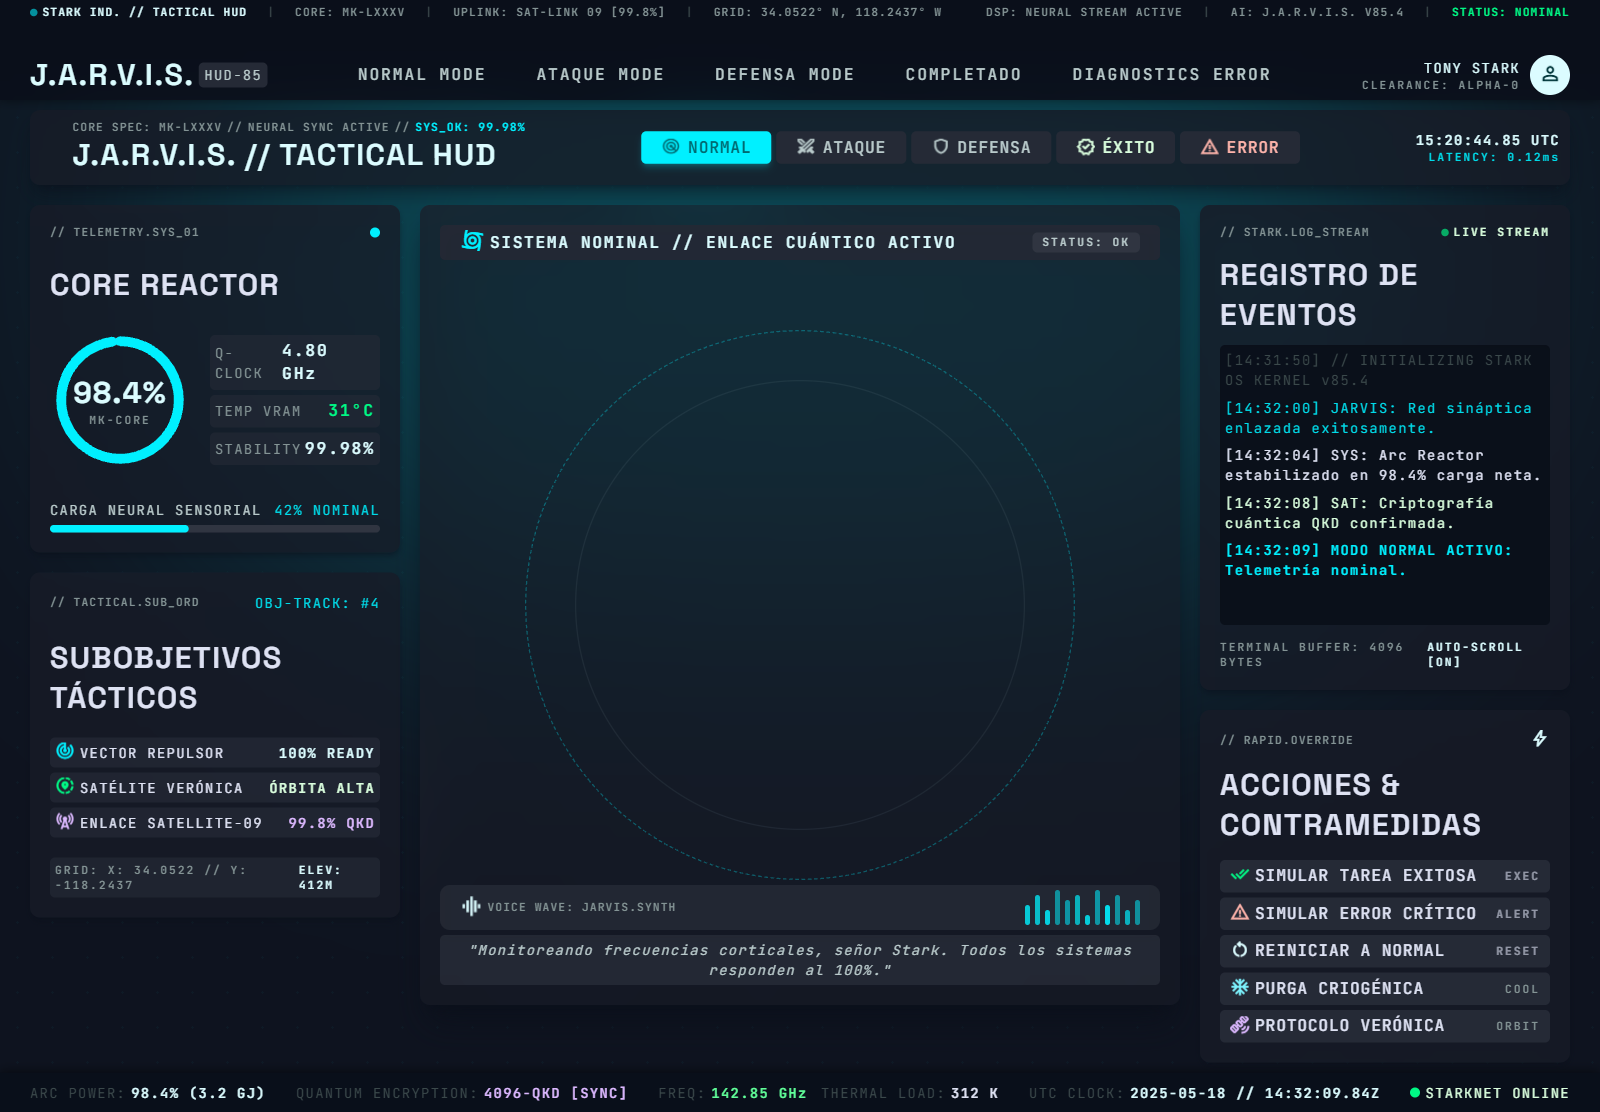 STARK IND. // TACTICAL HUD | CORE: MK-LXXXV | UPLINK: SAT-LINK 09 [99.8%] | GRID: 34.0522° N, 118.2437° W DSP: NEURAL STREAM ACTIVE | AI: J.A.R.V.I.S. V85.4 | STATUS: NOMINAL
J.A.R.V.I.S. HUD-85 NORMAL MODE ATAQUE MODE DEFENSA MODE COMPLETADO DIAGNOSTICS ERROR
TONY STARK
CLEARANCE: ALPHA-0
CORE SPEC: MK-LXXXV // NEURAL SYNC ACTIVE // SYS_OK: 99.98%
J.A.R.V.I.S. // TACTICAL HUD
NORMAL ATAQUE DEFENSA ÉXITO ERROR
15:20:44.85 UTC
LATENCY: 0.12ms
// TELEMETRY.SYS_01
CORE REACTOR
98.4%
MK-CORE
Q-
CLOCK
4.80
GHz
TEMP VRAM 31°C
STABILITY 99.98%
CARGA NEURAL SENSORIAL 42% NOMINAL
// TACTICAL.SUB_ORD OBJ-TRACK: #4
SUBOBJETIVOS
TÁCTICOS
VECTOR REPULSOR 100% READY
SATÉLITE VERÓNICA ÓRBITA ALTA
ENLACE SATELLITE-09 99.8% QKD
GRID: X: 34.0522 // Y:
-118.2437
ELEV:
412M
SISTEMA NOMINAL // ENLACE CUÁNTICO ACTIVO STATUS: OK
VOICE WAVE: JARVIS.SYNTH
"Monitoreando frecuencias corticales, señor Stark. Todos los sistemas
responden al 100%."
// STARK.LOG_STREAM LIVE STREAM
REGISTRO DE
EVENTOS
[14:31:50] // INITIALIZING STARK
OS KERNEL v85.4
[14:32:00] JARVIS: Red sináptica
enlazada exitosamente.
[14:32:04] SYS: Arc Reactor
estabilizado en 98.4% carga neta.
[14:32:08] SAT: Criptografía
cuántica QKD confirmada.
[14:32:09] MODO NORMAL ACTIVO:
Telemetría nominal.
TERMINAL BUFFER: 4096
BYTES
AUTO-SCROLL
[ON]
// RAPID.OVERRIDE
ACCIONES &
CONTRAMEDIDAS
SIMULAR TAREA EXITOSA EXEC
SIMULAR ERROR CRÍTICO ALERT
REINICIAR A NORMAL RESET
PURGA CRIOGÉNICA COOL
PROTOCOLO VERÓNICA ORBIT
ARC POWER: 98.4% (3.2 GJ) QUANTUM ENCRYPTION: 4096-QKD [SYNC] FREQ: 142.85 GHz THERMAL LOAD: 312 K UTC CLOCK: 2025-05-18 // 14:32:09.84Z STARKNET ONLINE